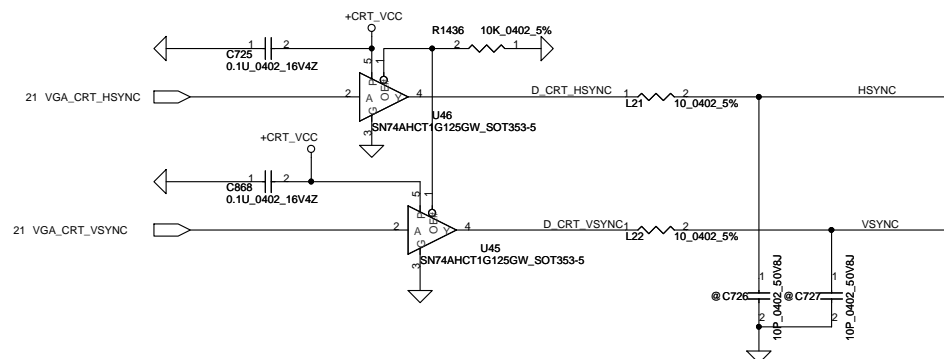 +CRT_VCC
R1436 10K_0402_5%
1 2 2 1
C725
0.1U_0402_16V4Z
5 1
P OE#
21 VGA_CRT_HSYNC 2 A Y 4 D_CRT_HSYNC 1 2 HSYNC
L21 10_0402_5%
G
U46
3 SN74AHCT1G125GW_SOT353-5
+CRT_VCC
1 2
C868
0.1U_0402_16V4Z
5 1
P OE#
21 VGA_CRT_VSYNC 2 A Y 4 D_CRT_VSYNC 1 2 VSYNC
L22 10_0402_5%
G
U45
3 SN74AHCT1G125GW_SOT353-5
1 1
@ C726 @ C727
2 2
10P_0402_50V8J
10P_0402_50V8J